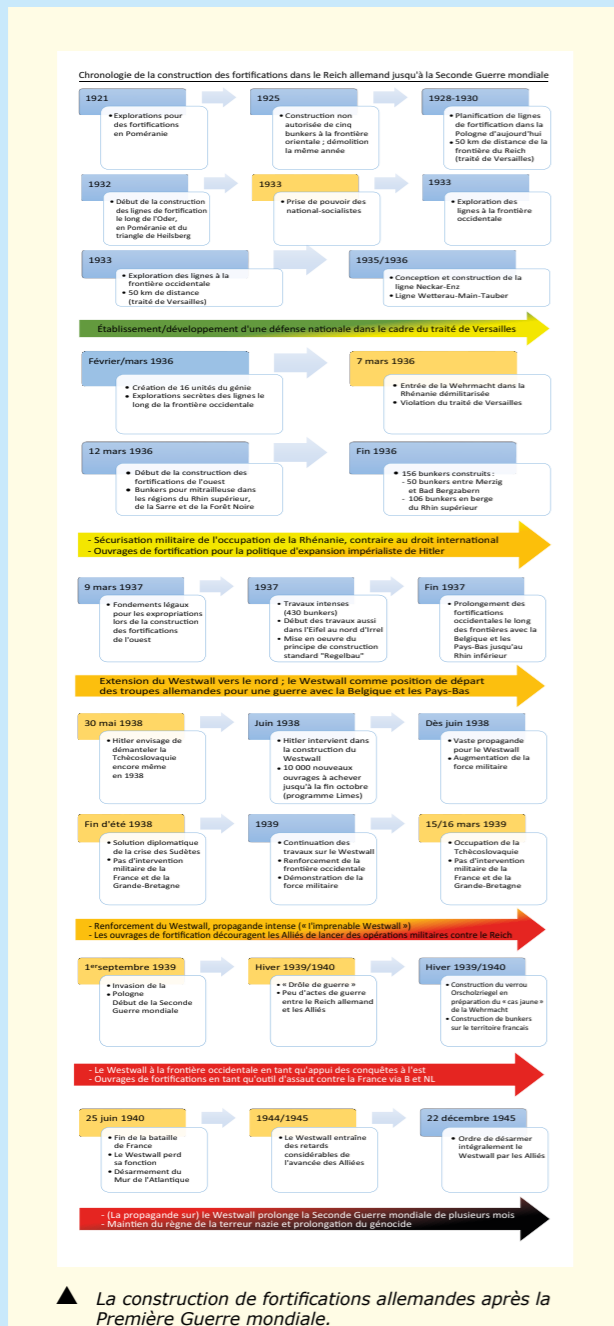 Chronologie de la construction des fortifications dans le Reich allemand jusqu'à la Seconde Guerre mondiale
1921
• Explorations pour
des fortifications
en Poméranie
1925
• Construction non
autorisée de cinq
bunkers à la frontière
orientale ; démolition
la même année
1928-1930
• Planification de lignes
de fortification dans la
Pologne d'aujourd'hui
• 50 km de distance de la
frontière du Reich
(traité de Versailles)
1932
• Début de la construction
des lignes de fortification
le long de l'Oder,
en Poméranie et du
triangle de Heilsberg
1933
• Prise de pouvoir des
national-socialistes
1933
• Exploration des
lignes à la frontière
occidentale
1933
• Exploration des lignes à la
frontière occidentale
• 50 km de distance
(traité de Versailles)
1935/1936
• Conception et construction de la
ligne Neckar-Enz
• Ligne Wetterau-Main-Tauber
Établissement/développement d'une défense nationale dans le cadre du traité de Versailles
Février/mars 1936
• Création de 16 unités du génie
• Explorations secrètes des lignes le
long de la frontière occidentale
7 mars 1936
• Entrée de la Wehrmacht dans la
Rhénanie démilitarisée
• Violation du traité de Versailles
12 mars 1936
• Début de la construction des
fortifications de l'ouest
• Bunkers pour mitrailleuse dans
les régions du Rhin supérieur,
de la Sarre et de la Forêt Noire
Fin 1936
• 156 bunkers construits :
- 50 bunkers entre Merzig
et Bad Bergzabern
- 106 bunkers en berge
du Rhin supérieur
- Sécurisation militaire de l'occupation de la Rhénanie, contraire au droit international
- Ouvrages de fortification pour la politique d'expansion impérialiste de Hitler
9 mars 1937
• Fondements légaux
pour les expropriations
lors de la construction
des fortifications
de l'ouest
1937
• Travaux intenses
(430 bunkers)
• Début des travaux aussi
dans l'Eifel au nord d'Irrel
• Mise en oeuvre du
principe de construction
standard "Regelbau"
Fin 1937
• Prolongement des
fortifications
occidentales le long
des frontières avec la
Belgique et les
Pays-Bas jusqu'au
Rhin inférieur
Extension du Westwall vers le nord ; le Westwall comme position de départ
des troupes allemandes pour une guerre avec la Belgique et les Pays-Bas
30 mai 1938
• Hitler envisage de
démanteler la
Tchècoslovaquie
encore même
en 1938
Juin 1938
• Hitler intervient dans
la construction du
Westwall
• 10 000 nouveaux
ouvrages à achever
jusqu'à la fin octobre
(programme Limes)
Dès juin 1938
• Vaste propagande
pour le Westwall
• Augmentation de la
force militaire
Fin d'été 1938
• Solution diplomatique
de la crise des Sudètes
• Pas d'intervention
militaire de la
France et de la
Grande-Bretagne
1939
• Continuation des
travaux sur le Westwall
• Renforcement de la
frontière occidentale
• Démonstration de la
force militaire
15/16 mars 1939
• Occupation de la
Tchècoslovaquie
• Pas d'intervention
militaire de la
France et de la
Grande-Bretagne
- Renforcement du Westwall, propagande intense (« l'imprenable Westwall »)
- Les ouvrages de fortification découragent les Alliés de lancer des opérations militaires contre le Reich
1erseptembre 1939
• Invasion de la
• Pologne
Début de la Seconde
Guerre mondiale
Hiver 1939/1940
• « Drôle de guerre »
• Peu d'actes de guerre
entre le Reich allemand
et les Alliés
Hiver 1939/1940
• Construction du verrou
Orscholzriegel en
préparation du « cas jaune »
de la Wehrmacht
• Construction de bunkers
sur le territoire francais
- Le Westwall à la frontière occidentale en tant qu'appui des conquêtes à l'est
- Ouvrages de fortifications en tant qu'outil d'assaut contre la France via B et NL
25 juin 1940
• Fin de la bataille
de France
• Le Westwall perd
sa fonction
• Désarmement du
Mur de l'Atlantique
1944/1945
• Le Westwall entraîne
des retards
considérables de
l'avancée des Alliées
22 décembre 1945
• Ordre de désarmer
intégralement le
Westwall par les Alliés
- (La propagande sur) le Westwall prolonge la Seconde Guerre mondiale de plusieurs mois
- Maintien du règne de la terreur nazie et prolongation du génocide
▲ La construction de fortifications allemandes après la
Première Guerre mondiale.